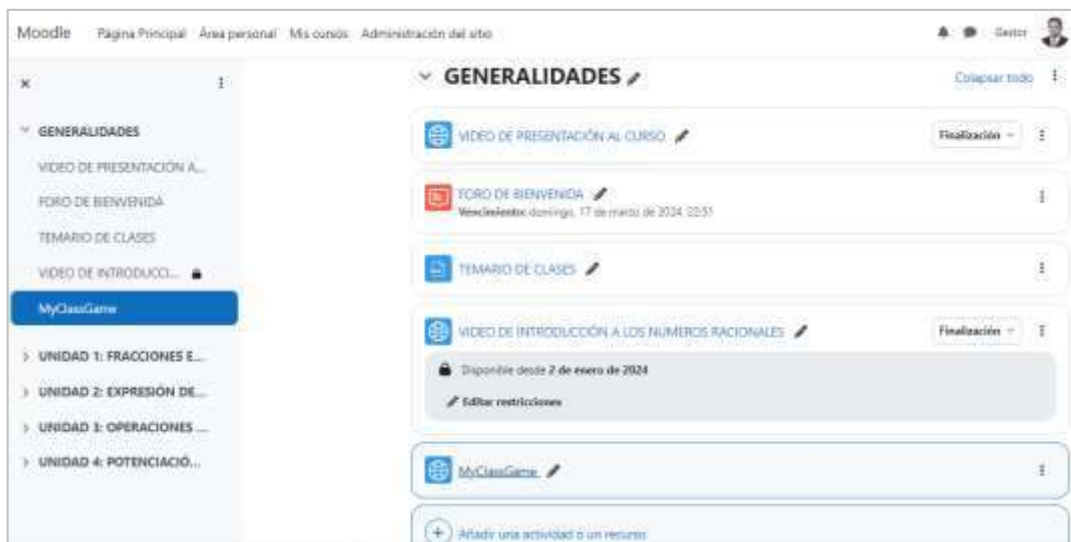 Moodle Página Principal Área personal Mis cursos Administración del sitio Gestor
GENERALIDADES
VIDEO DE PRESENTACIÓN A...
FORO DE BIENVENIDA
TEMARIO DE CLASES
VIDEO DE INTRODUCCI...
MyClassGame
UNIDAD 1: FRACCIONES E...
UNIDAD 2: EXPRESIÓN DE...
UNIDAD 3: OPERACIONES ...
UNIDAD 4: POTENCIACIÓ...
GENERALIDADES Colapsar todo
VIDEO DE PRESENTACIÓN AL CURSO Finalización
FORO DE BIENVENIDA
Vencimiento: domingo, 17 de marzo de 2024, 22:51
TEMARIO DE CLASES
VIDEO DE INTRODUCCIÓN A LOS NUMEROS RACIONALES Finalización
Disponible desde 2 de enero de 2024
Editar restricciones
MyClassGame
Añadir una actividad o un recurso